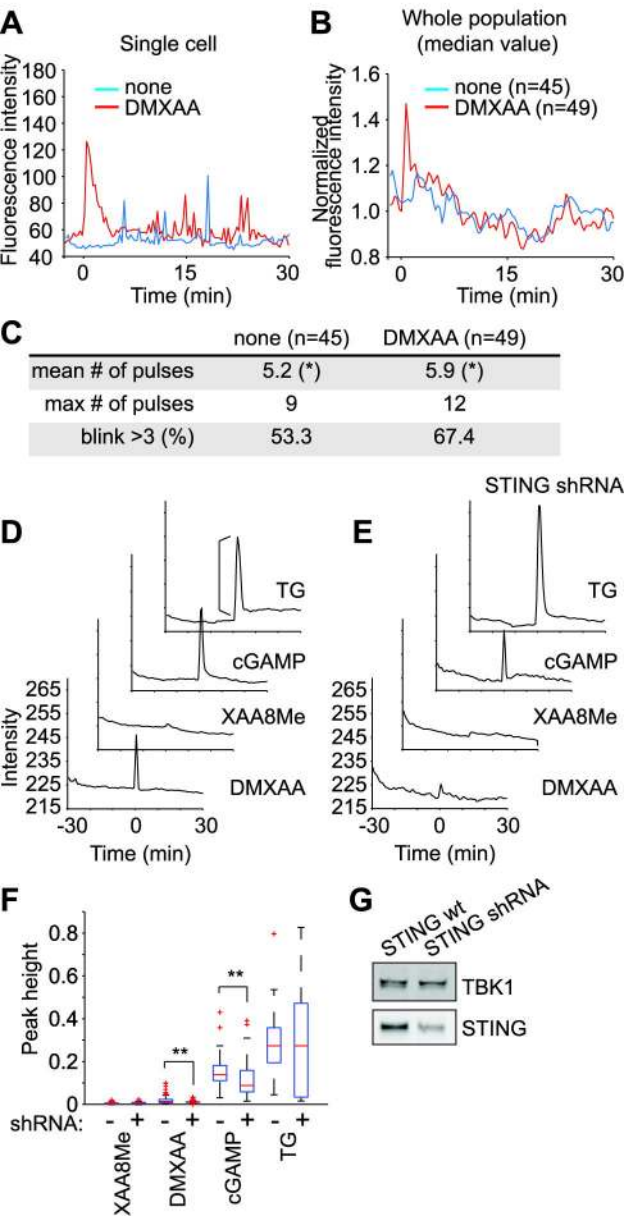 A
Single cell
Fluorescence intensity
180
160
140
120
100
80
60
40
none
DMXAA
0
15
30
Time (min)
B
Whole population
(median value)
Normalized
fluorescence intensity
1.6
1.4
1.2
1.0
0.8
none (n=45)
DMXAA (n=49)
0
15
30
Time (min)
C
none (n=45) DMXAA (n=49)
mean # of pulses 5.2 (*) 5.9 (*)
max # of pulses 9 12
blink >3 (%) 53.3 67.4
D
TG
cGAMP
XAA8Me
DMXAA
Intensity
265
255
245
235
225
215
-30 0 30
Time (min)
E
STING shRNA
TG
cGAMP
XAA8Me
DMXAA
265
255
245
235
225
215
-30 0 30
Time (min)
F
Peak height
0.8
0.6
0.4
0.2
0
**
**
shRNA: - + - + - + - +
XAA8Me
DMXAA
cGAMP
TG
G
STING wt
STING shRNA
TBK1
STING